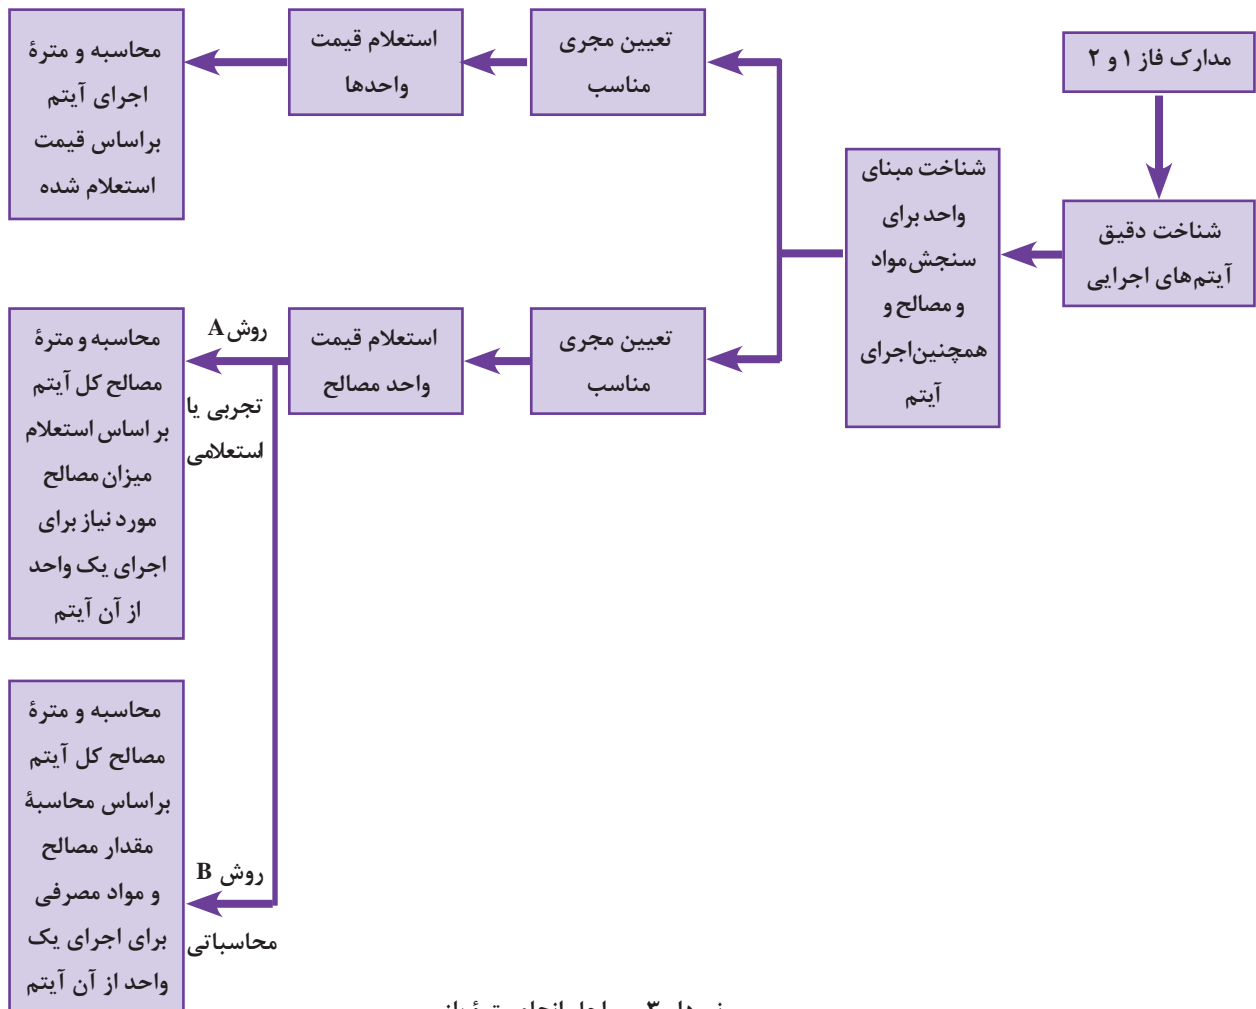 مدارک فاز ۱ و ۲
شناخت دقیق
آیتم‌های اجرایی
شناخت مبنای
واحد برای
سنجش مواد
و مصالح و
همچنین اجرای
آیتم
تعیین مجری
مناسب
استعلام قیمت
واحدها
محاسبه و مترهٔ
اجرای آیتم
براساس قیمت
استعلام شده
تعیین مجری
مناسب
استعلام قیمت
واحد مصالح
روش A
تجربی یا
استعلامی
محاسبه و مترهٔ
مصالح کل آیتم
بر اساس استعلام
میزان مصالح
مورد نیاز برای
اجرای یک واحد
از آن آیتم
روش B
محاسباتی
محاسبه و مترهٔ
مصالح کل آیتم
براساس محاسبهٔ
مقدار مصالح
و مواد مصرفی
برای اجرای یک
واحد از آن آیتم